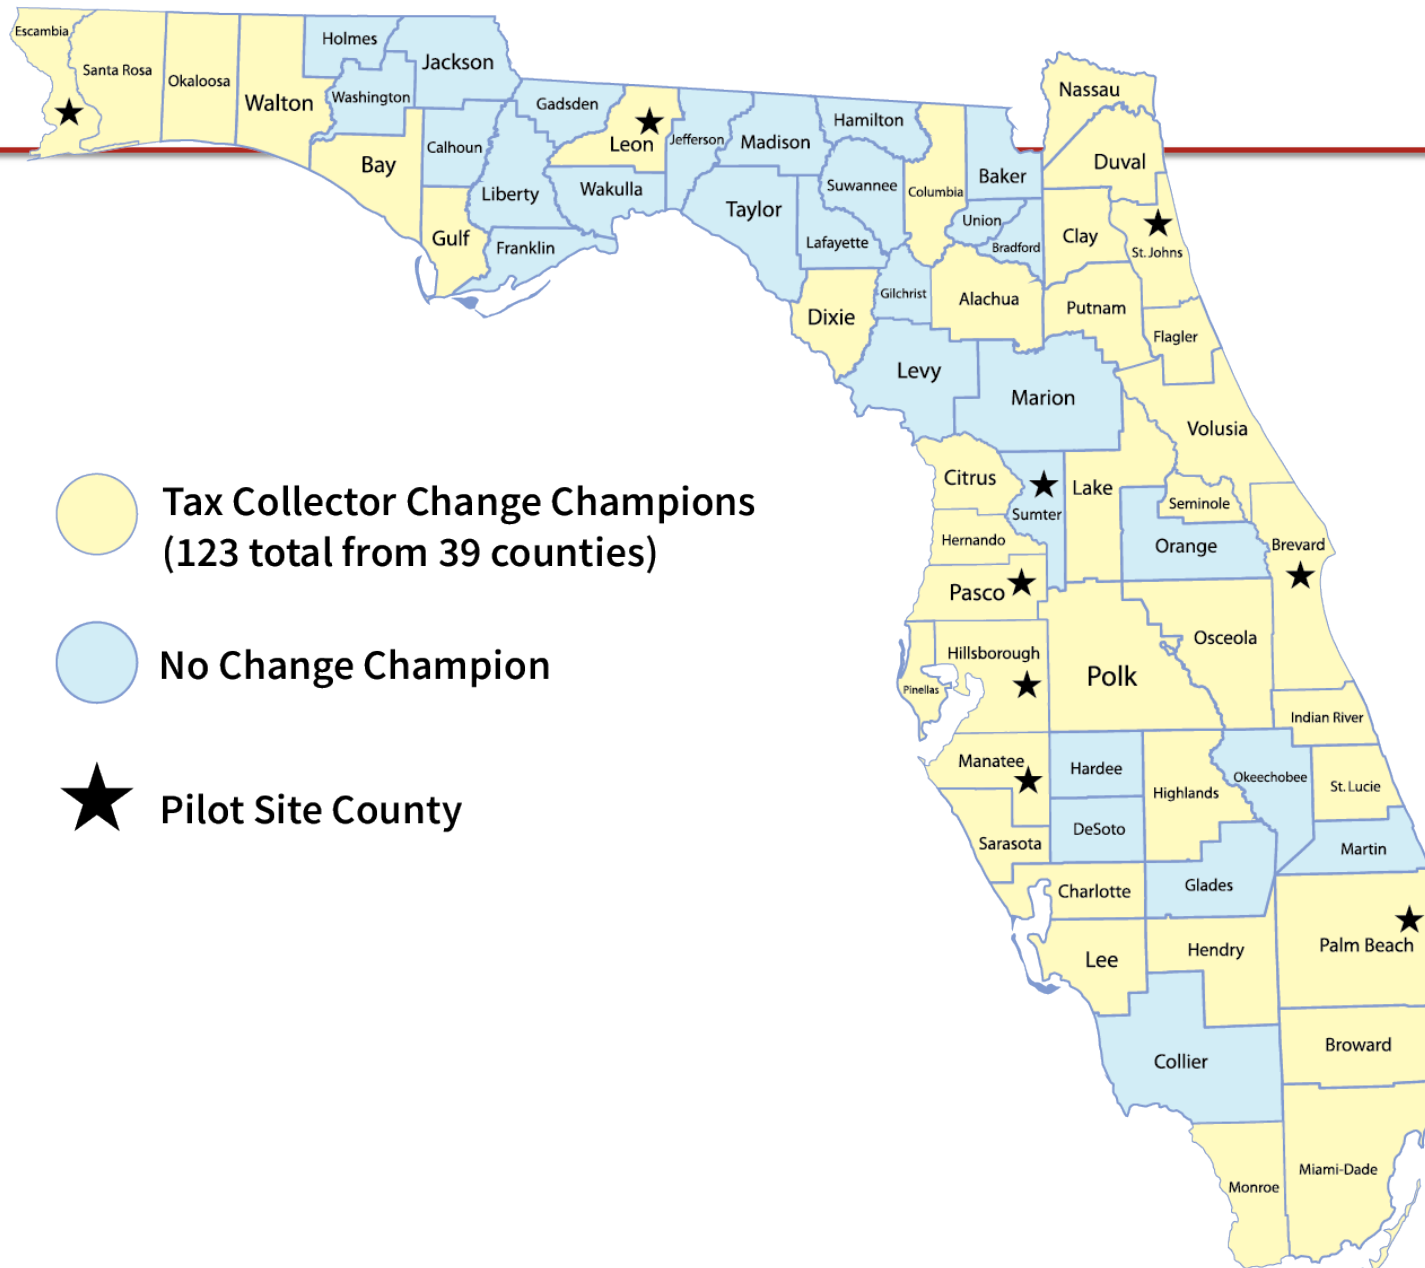 Escambia
Santa Rosa
Okaloosa
Walton
Holmes
Washington
Jackson
Bay
Calhoun
Gulf
Liberty
Gadsden
Franklin
Leon
Wakulla
Jefferson
Madison
Taylor
Hamilton
Suwannee
Lafayette
Columbia
Dixie
Gilchrist
Baker
Union
Bradford
Alachua
Nassau
Duval
Clay
St. Johns
Putnam
Flagler
Levy
Marion
Volusia
Citrus
Sumter
Lake
Seminole
Hernando
Orange
Brevard
Pasco
Hillsborough
Pinellas
Polk
Osceola
Indian River
Manatee
Hardee
Highlands
Okeechobee
St. Lucie
Sarasota
DeSoto
Martin
Charlotte
Glades
Lee
Hendry
Palm Beach
Collier
Broward
Monroe
Miami-Dade
Tax Collector Change Champions
(123 total from 39 counties)
No Change Champion
Pilot Site County